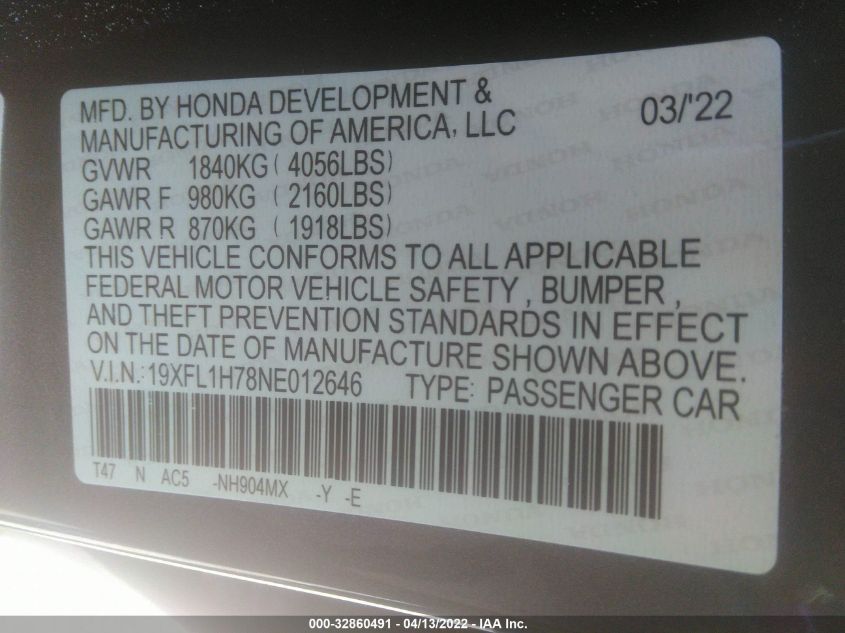 MFD. BY HONDA DEVELOPMENT &
MANUFACTURING OF AMERICA, LLC 03/'22
GVWR 1840KG ( 4056LBS)
GAWR F 980KG ( 2160LBS)
GAWR R 870KG ( 1918LBS)
THIS VEHICLE CONFORMS TO ALL APPLICABLE
FEDERAL MOTOR VEHICLE SAFETY , BUMPER ,
AND THEFT PREVENTION STANDARDS IN EFFECT
ON THE DATE OF MANUFACTURE SHOWN ABOVE.
V.I.N.:19XFL1H78NE012646 TYPE: PASSENGER CAR
T47 N AC5 -NH904MX -Y -E
000-32860491 - 04/13/2022 - IAA Inc.